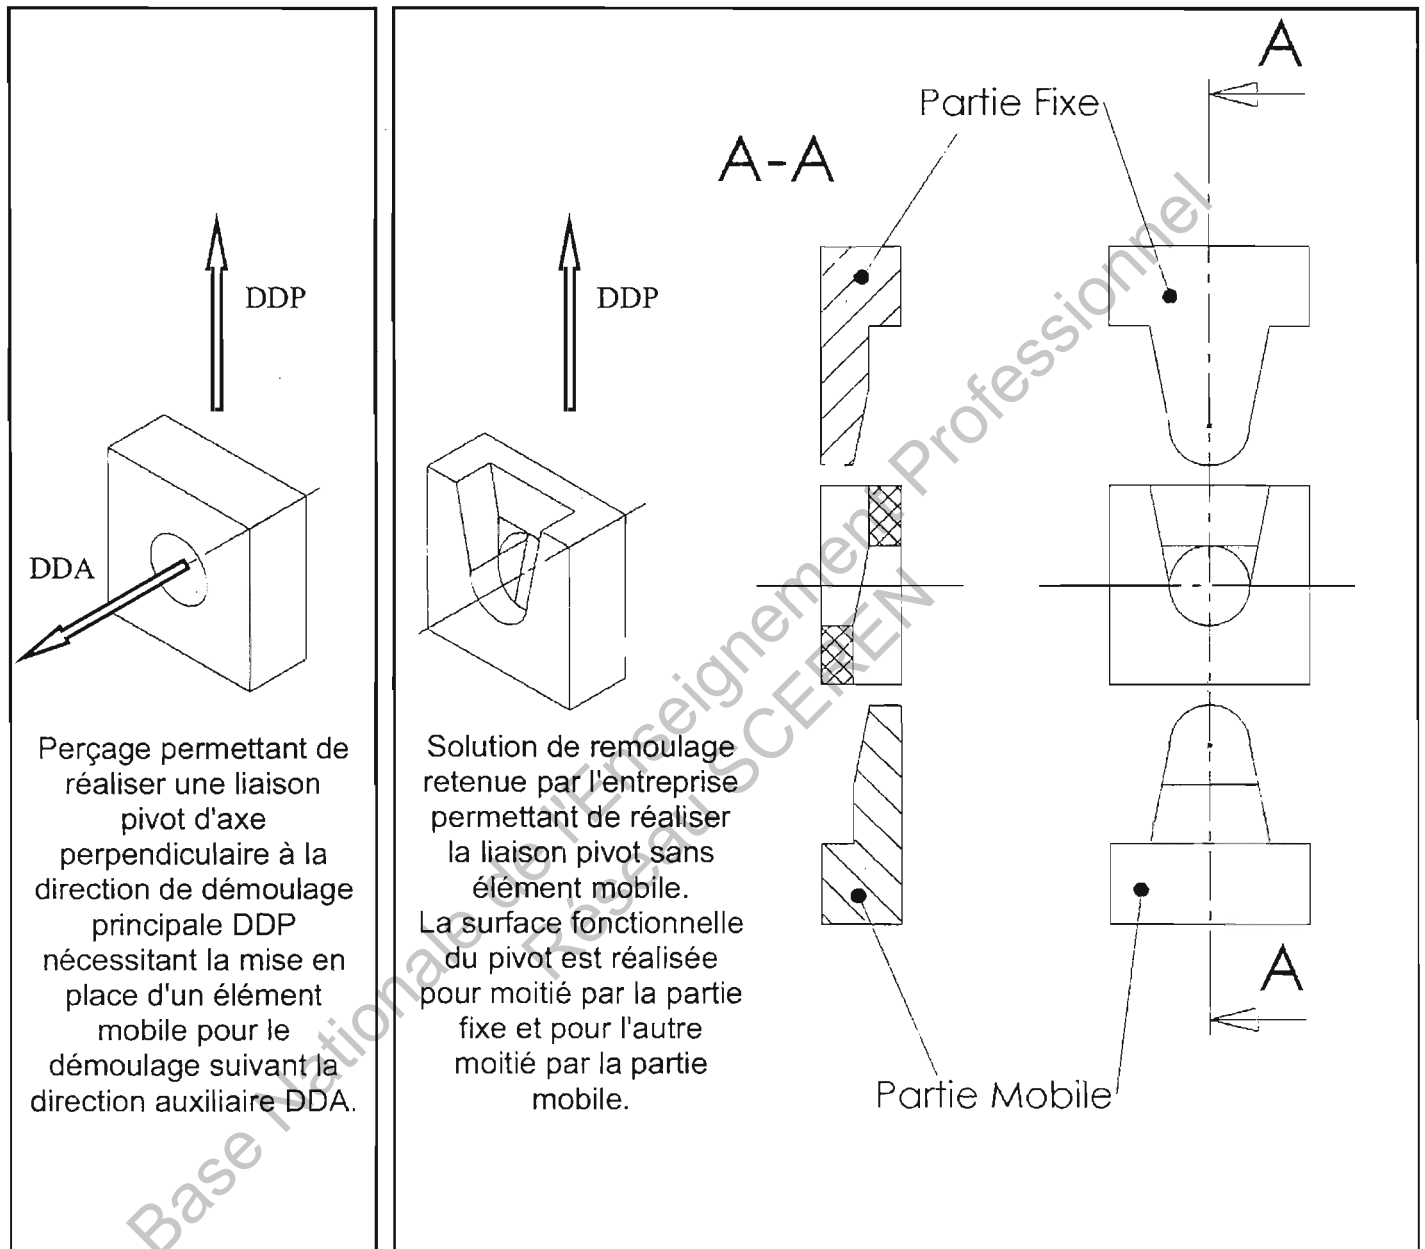 DDP
DDA
Perçage permettant de
réaliser une liaison
pivot d'axe
perpendiculaire à la
direction de démoulage
principale DDP
nécessitant la mise en
place d'un élément
mobile pour le
démoulage suivant la
direction auxiliaire DDA.
DDP
Solution de remoulage
retenue par l'entreprise
permettant de réaliser
la liaison pivot sans
élément mobile.
La surface fonctionnelle
du pivot est réalisée
pour moitié par la partie
fixe et pour l'autre
moitié par la partie
mobile.
A
Partie Fixe
A-A
A
Partie Mobile
Base Nationale de l'Enseignement Professionnel
Réseau SCEREN